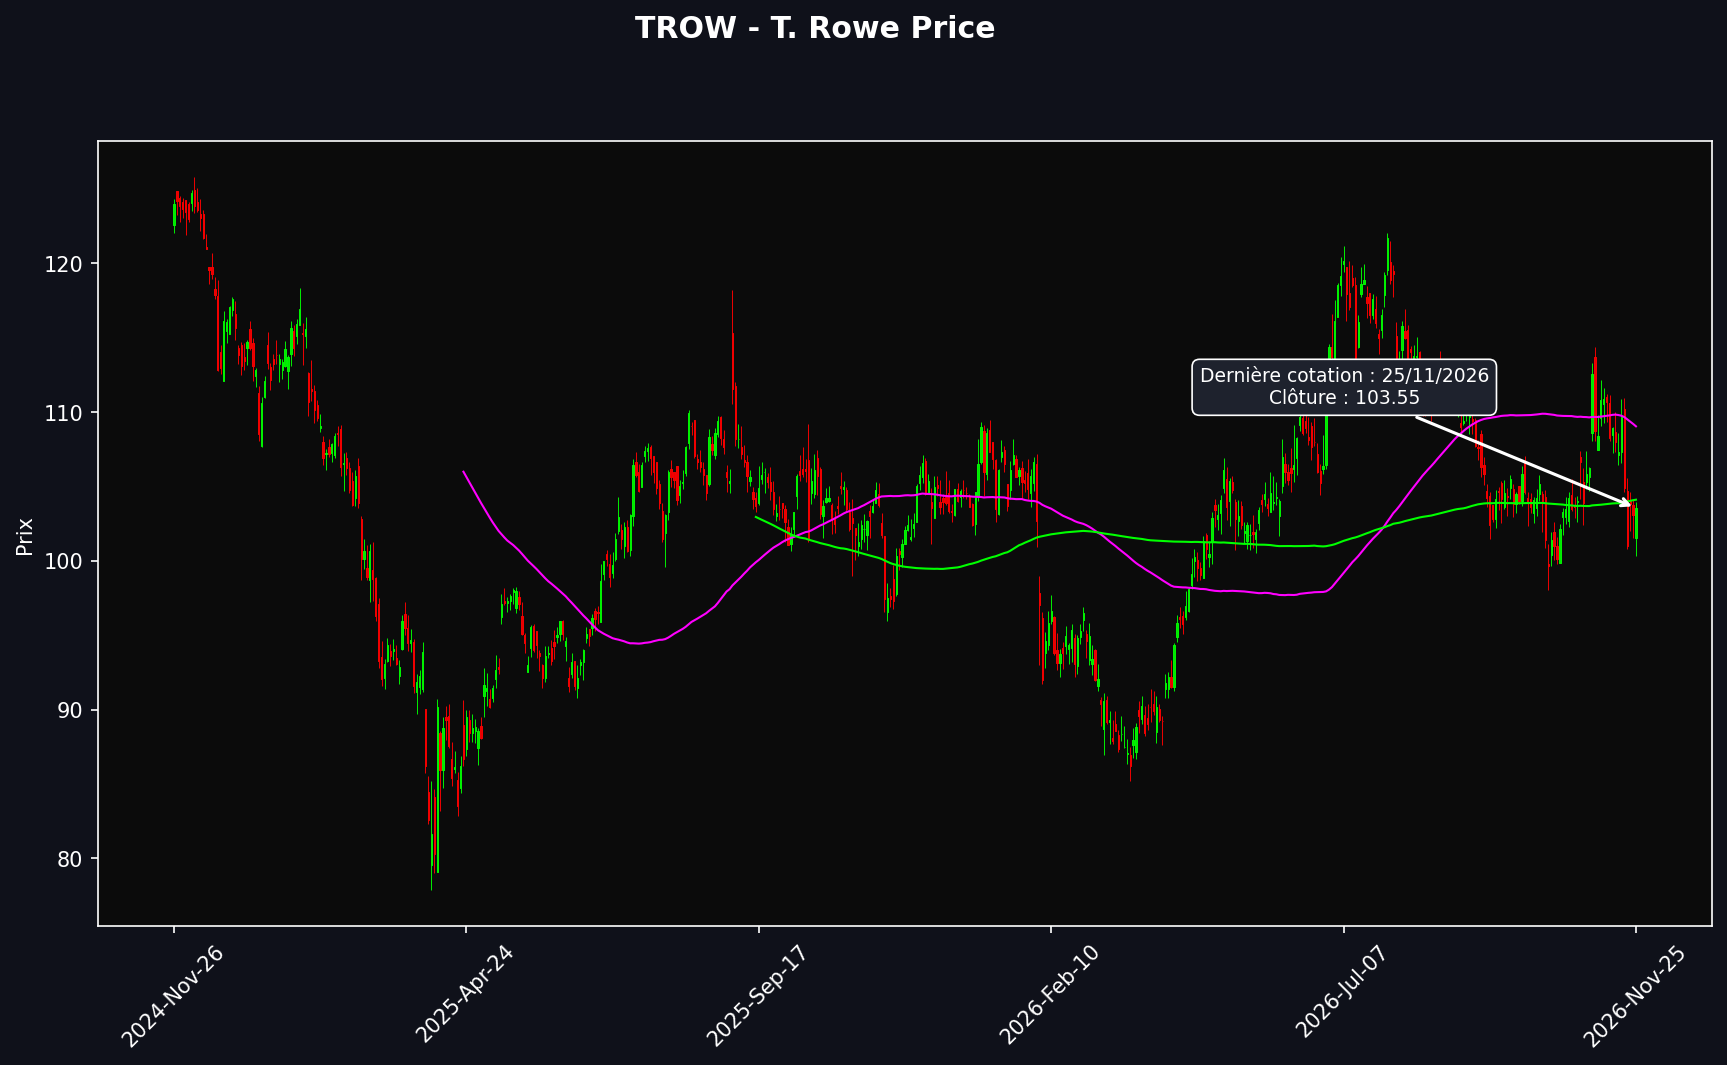 TROW - T. Rowe Price
Prix
120
110
100
90
80
Dernière cotation : 25/11/2026
Clôture : 103.55
2024-Nov-26
2025-Apr-24
2025-Sep-17
2026-Feb-10
2026-Jul-07
2026-Nov-25